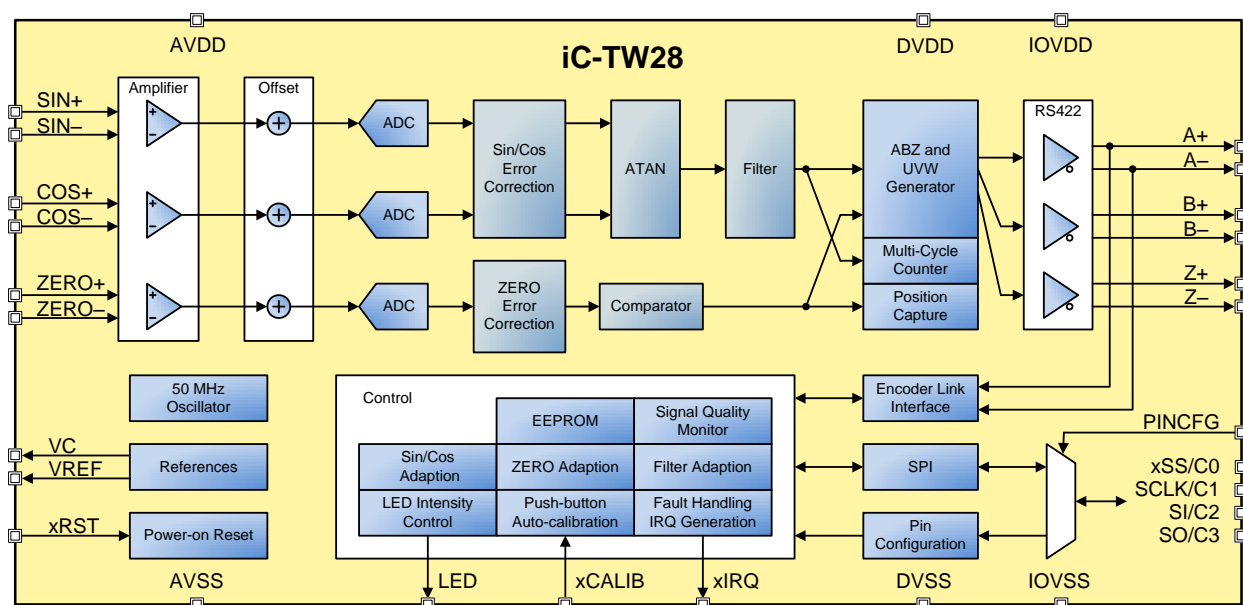 AVDD
DVDD
IOVDD
iC-TW28
Amplifier
Offset
RS422
SIN+
SIN–
COS+
COS–
ZERO+
ZERO–
+
−
+
−
+
−
+
+
+
ADC
ADC
ADC
Sin/Cos
Error
Correction
ATAN
Filter
ZERO
Error
Correction
Comparator
ABZ and
UVW
Generator
Multi-Cycle
Counter
Position
Capture
A+
A–
B+
B–
Z+
Z–
50 MHz
Oscillator
References
Power-on Reset
VC
VREF
xRST
Control
EEPROM
Signal Quality
Monitor
Sin/Cos
Adaption
ZERO Adaption
Filter Adaption
LED Intensity
Control
Push-button
Auto-calibration
Fault Handling
IRQ Generation
Encoder Link
Interface
SPI
Pin
Configuration
PINCFG
xSS/C0
SCLK/C1
SI/C2
SO/C3
AVSS
LED
xCALIB
xIRQ
DVSS
IOVSS